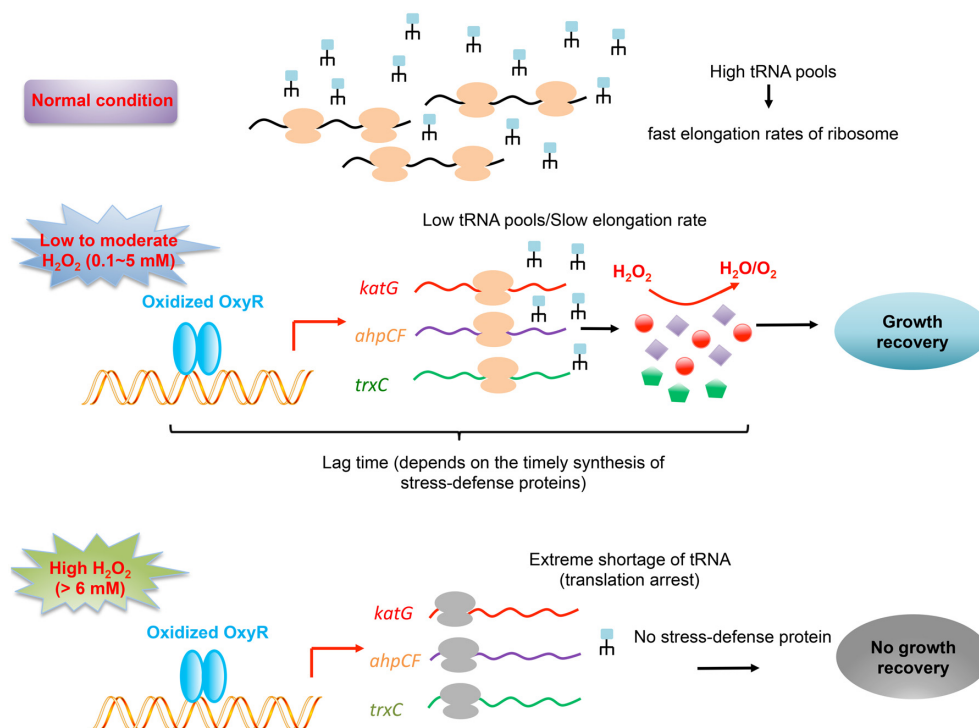 High tRNA pools
Normal condition
fast elongation rates of ribosome
Low tRNA pools/Slow elongation rate
Low to moderate
H₂O₂ (0.1~5 mM)
Oxidized OxyR
katG
ahpCF
trxC
H₂O₂
H₂O/O₂
Growth
recovery
Lag time (depends on the timely synthesis of
stress-defense proteins)
High H₂O₂
(> 6 mM)
Extreme shortage of tRNA
(translation arrest)
Oxidized OxyR
katG
ahpCF
trxC
No stress-defense protein
No growth
recovery